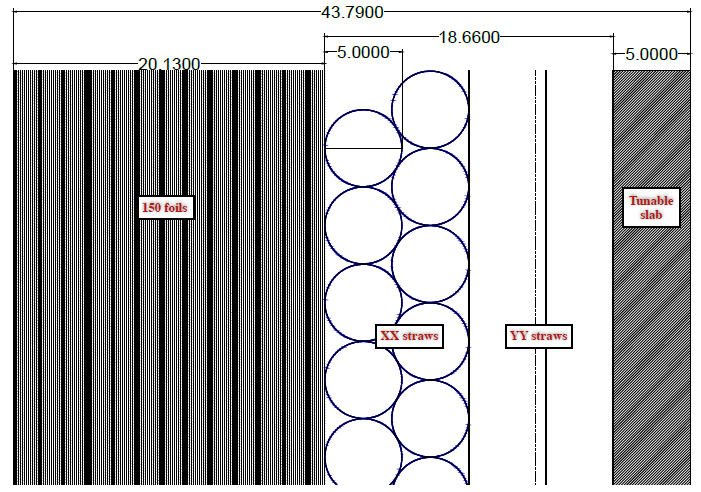 43.7900
18.6600
5.0000
5.0000
20.1300
150 foils
Tunable
slab
XX straws
YY straws